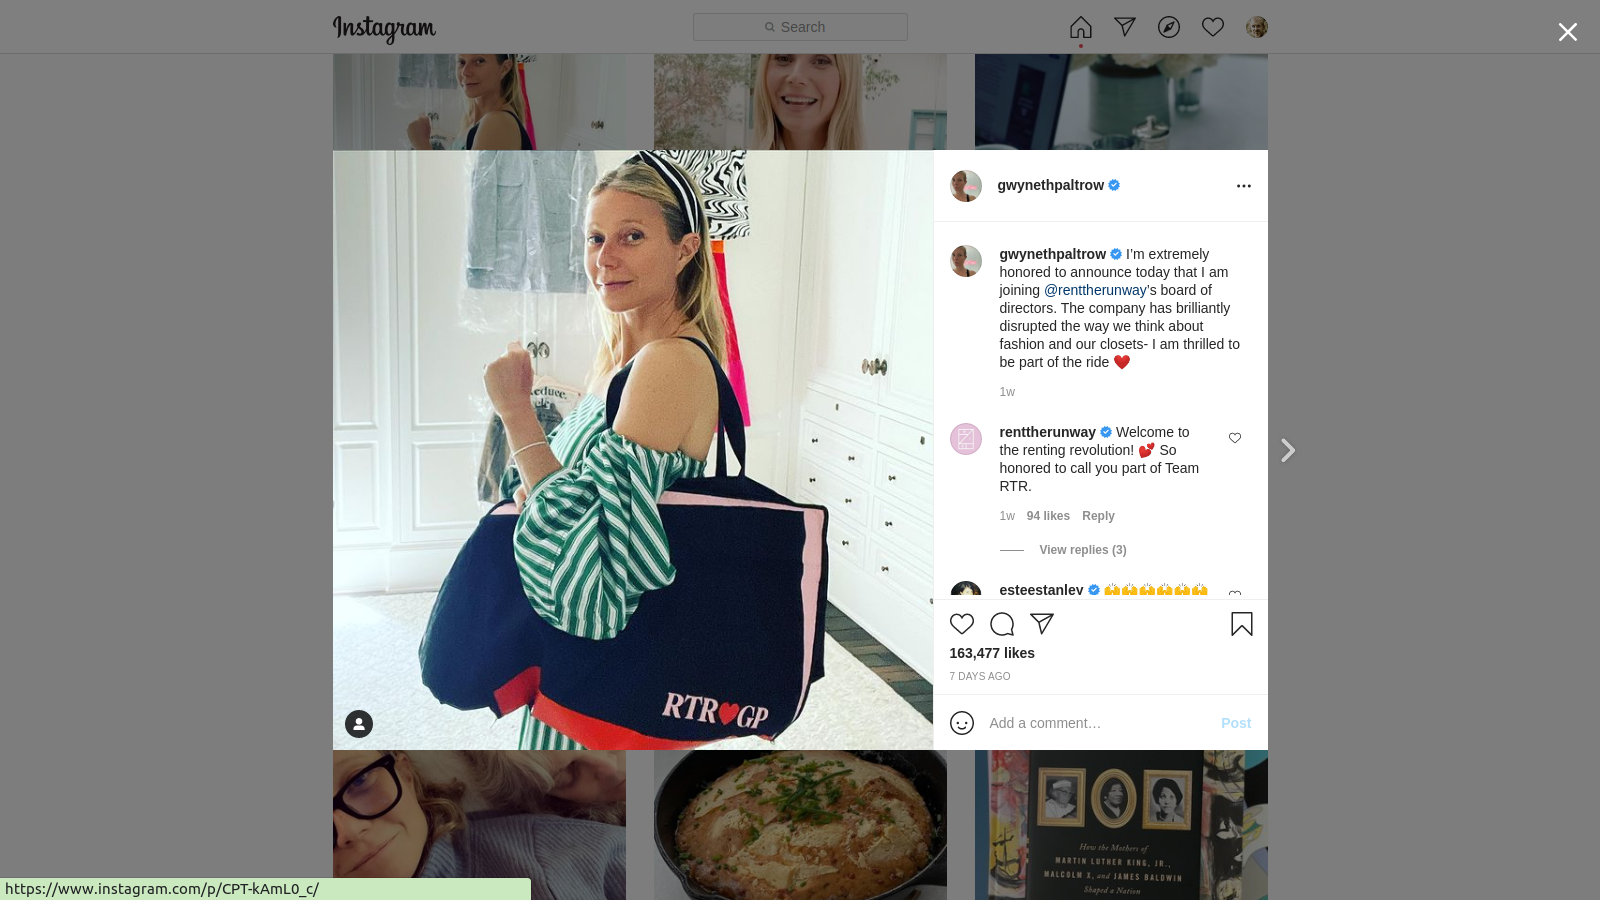 Instagram
Search
gwynethpaltrow
gwynethpaltrow I'm extremely
honored to announce today that I am
joining @renttherunway's board of
directors. The company has brilliantly
disrupted the way we think about
fashion and our closets- I am thrilled to
be part of the ride ❤️
1w
renttherunway Welcome to
the renting revolution! 💕 So
honored to call you part of Team
RTR.
1w 94 likes Reply
View replies (3)
esteestanley 🙌🙌🙌🙌🙌🙌
163,477 likes
7 DAYS AGO
Add a comment… Post
RTR❤GP
How the Mothers of
MARTIN LUTHER KING, JR.,
MALCOLM X, and JAMES BALDWIN
Shaped a Nation
https://www.instagram.com/p/CPT-kAmL0_c/